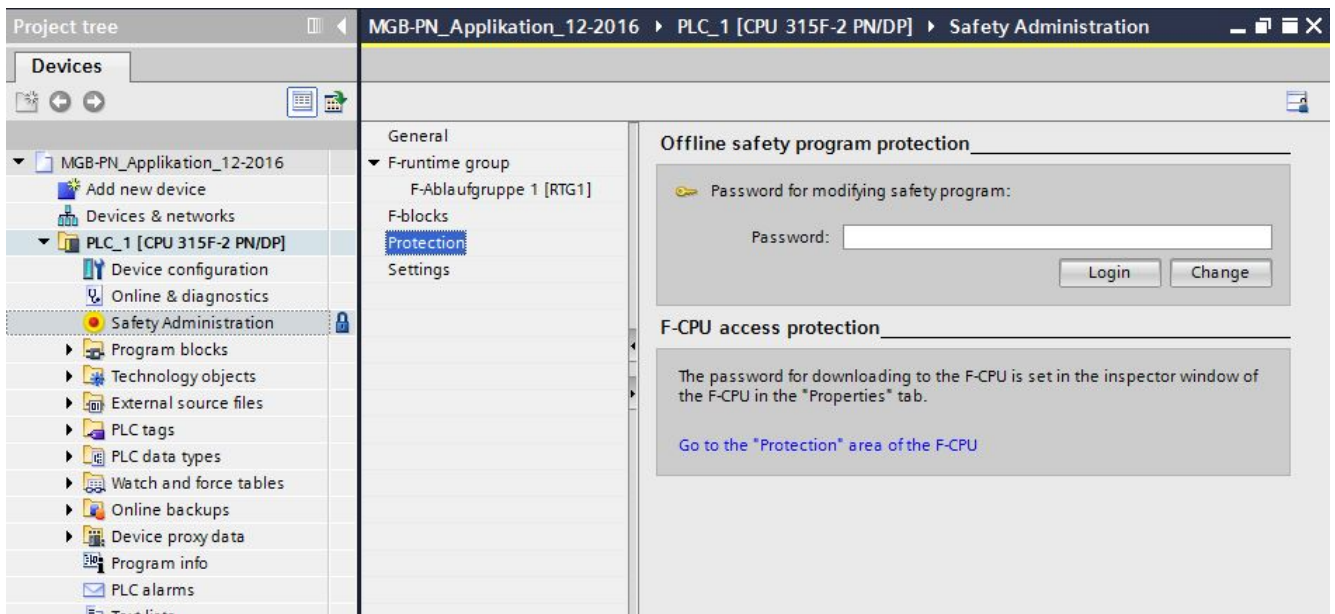 Project tree
Devices
MGB-PN_Applikation_12-2016
Add new device
Devices & networks
PLC_1 [CPU 315F-2 PN/DP]
Device configuration
Online & diagnostics
Safety Administration
Program blocks
Technology objects
External source files
PLC tags
PLC data types
Watch and force tables
Online backups
Device proxy data
Program info
PLC alarms
MGB-PN_Applikation_12-2016 PLC_1 [CPU 315F-2 PN/DP] Safety Administration
General
F-runtime group
F-Ablaufgruppe 1 [RTG1]
F-blocks
Protection
Settings
Offline safety program protection
Password for modifying safety program:
Password:
Login Change
F-CPU access protection
The password for downloading to the F-CPU is set in the inspector window of
the F-CPU in the "Properties" tab.
Go to the "Protection" area of the F-CPU